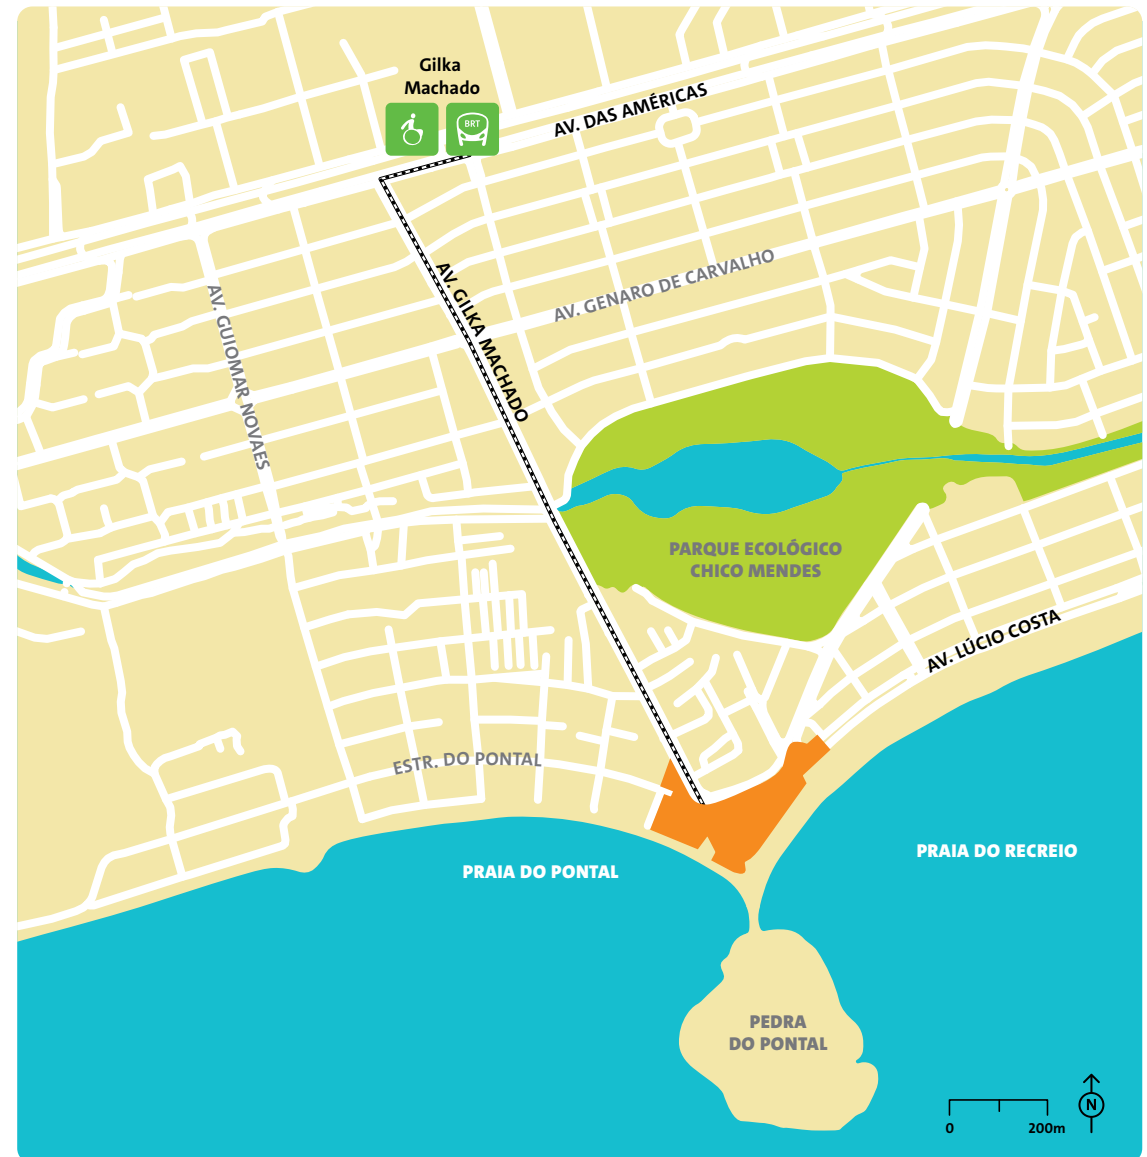 Gilka
Machado
BRT
AV. DAS AMÉRICAS
AV. GENARO DE CARVALHO
AV. GILKA MACHADO
AV. GUIOMAR NOVAES
PARQUE ECOLÓGICO
CHICO MENDES
AV. LÚCIO COSTA
ESTR. DO PONTAL
PRAIA DO PONTAL
PRAIA DO RECREIO
PEDRA
DO PONTAL
N
0 200m